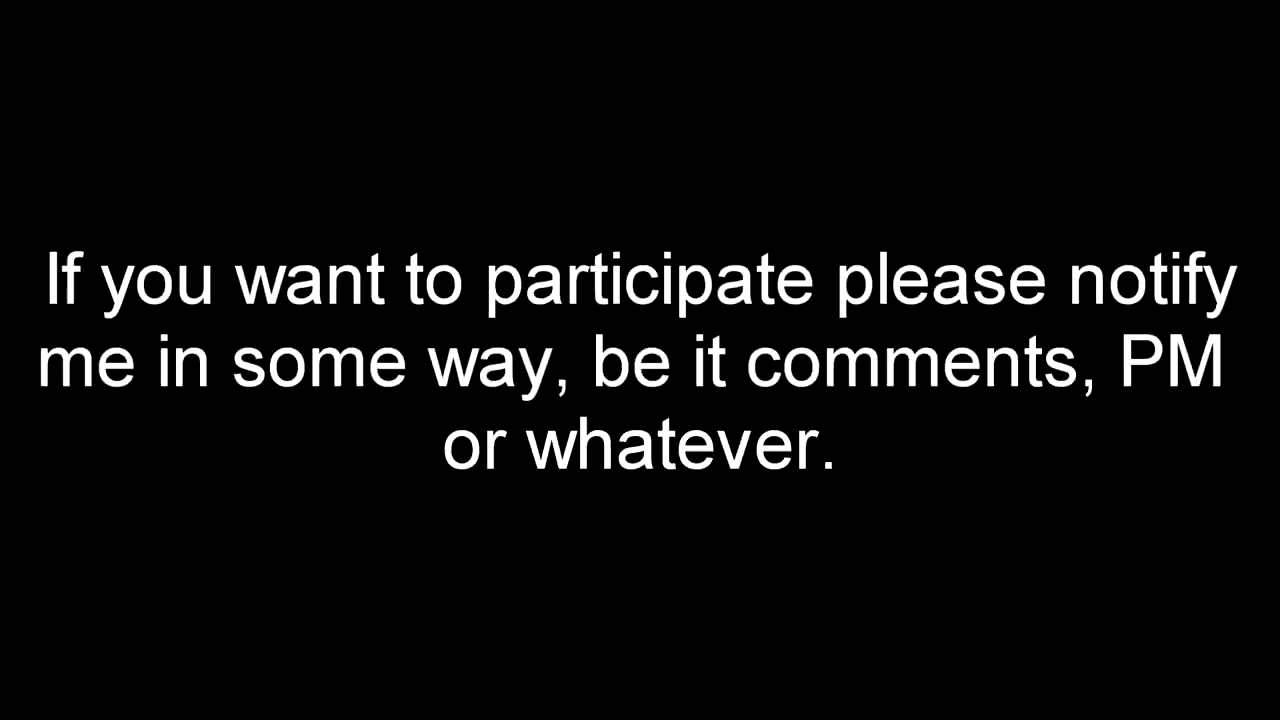 If you want to participate please notify
me in some way, be it comments, PM
or whatever.